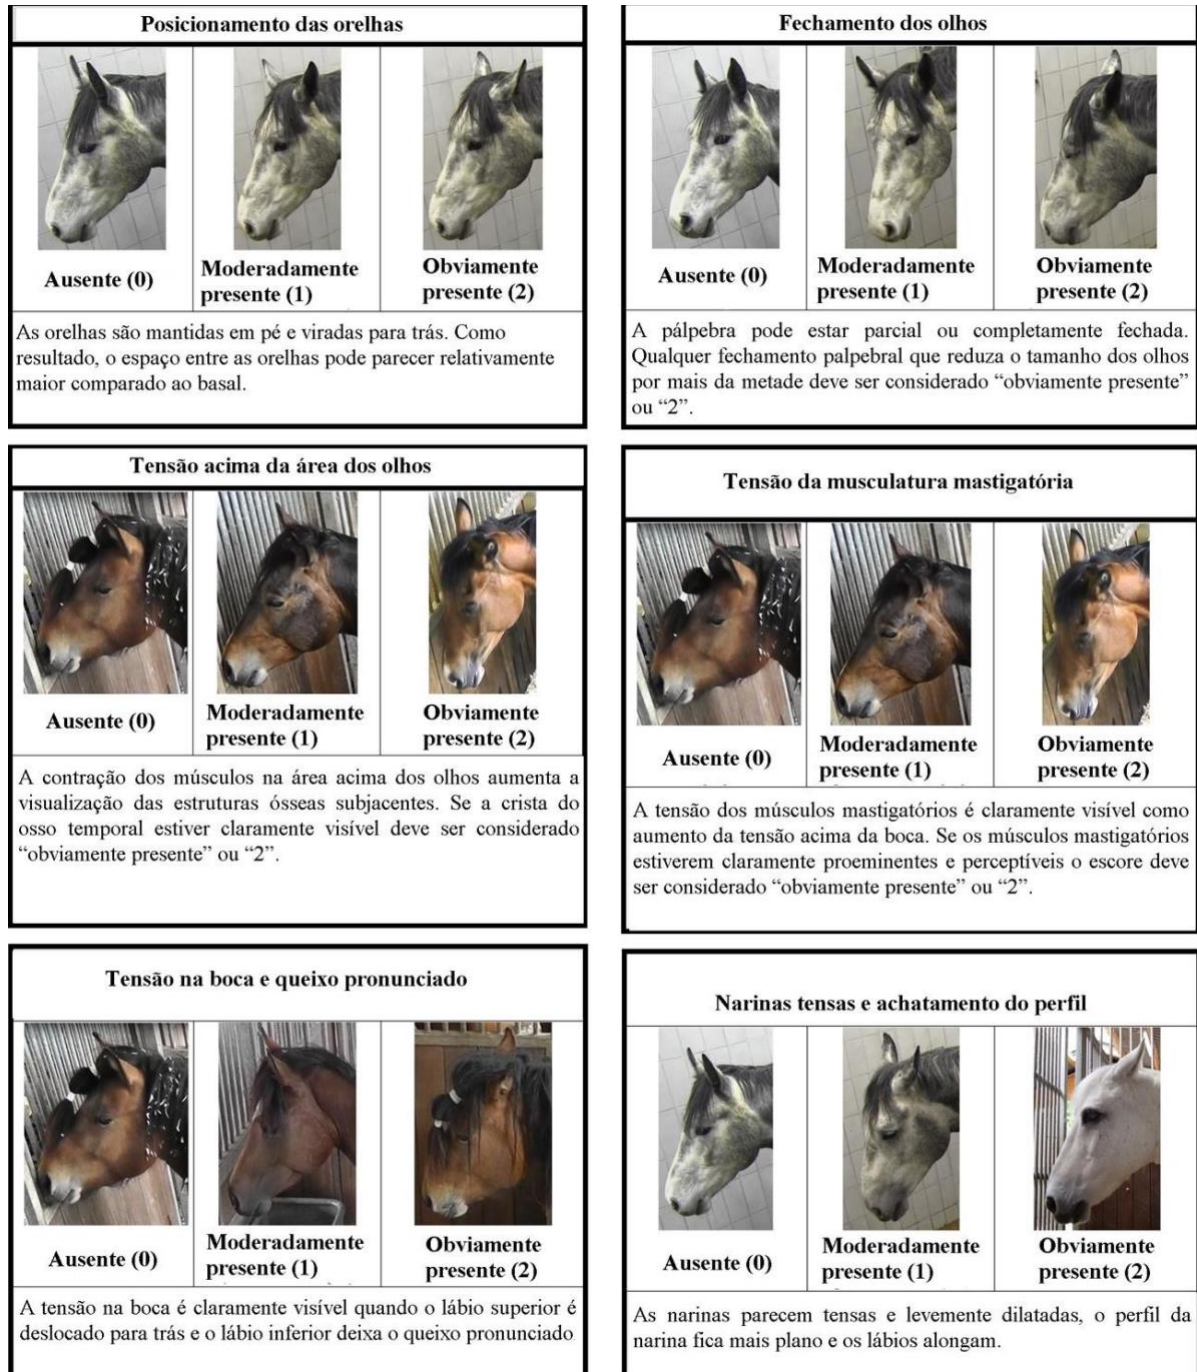 Posicionamento das orelhas
Ausente (0)
Moderadamente
presente (1)
Obviamente
presente (2)
As orelhas são mantidas em pé e viradas para trás. Como
resultado, o espaço entre as orelhas pode parecer relativamente
maior comparado ao basal.
Fechamento dos olhos
Ausente (0)
Moderadamente
presente (1)
Obviamente
presente (2)
A pálpebra pode estar parcial ou completamente fechada.
Qualquer fechamento palpebral que reduza o tamanho dos olhos
por mais da metade deve ser considerado “obviamente presente”
ou “2”.
Tensão acima da área dos olhos
Ausente (0)
Moderadamente
presente (1)
Obviamente
presente (2)
A contração dos músculos na área acima dos olhos aumenta a
visualização das estruturas ósseas subjacentes. Se a crista do
osso temporal estiver claramente visível deve ser considerado
“obviamente presente” ou “2”.
Tensão da musculatura mastigatória
Ausente (0)
Moderadamente
presente (1)
Obviamente
presente (2)
A tensão dos músculos mastigatórios é claramente visível como
aumento da tensão acima da boca. Se os músculos mastigatórios
estiverem claramente proeminentes e perceptíveis o escore deve
ser considerado “obviamente presente” ou “2”.
Tensão na boca e queixo pronunciado
Ausente (0)
Moderadamente
presente (1)
Obviamente
presente (2)
A tensão na boca é claramente visível quando o lábio superior é
deslocado para trás e o lábio inferior deixa o queixo pronunciado
Narinas tensas e achatamento do perfil
Ausente (0)
Moderadamente
presente (1)
Obviamente
presente (2)
As narinas parecem tensas e levemente dilatadas, o perfil da
narina fica mais plano e os lábios alongam.